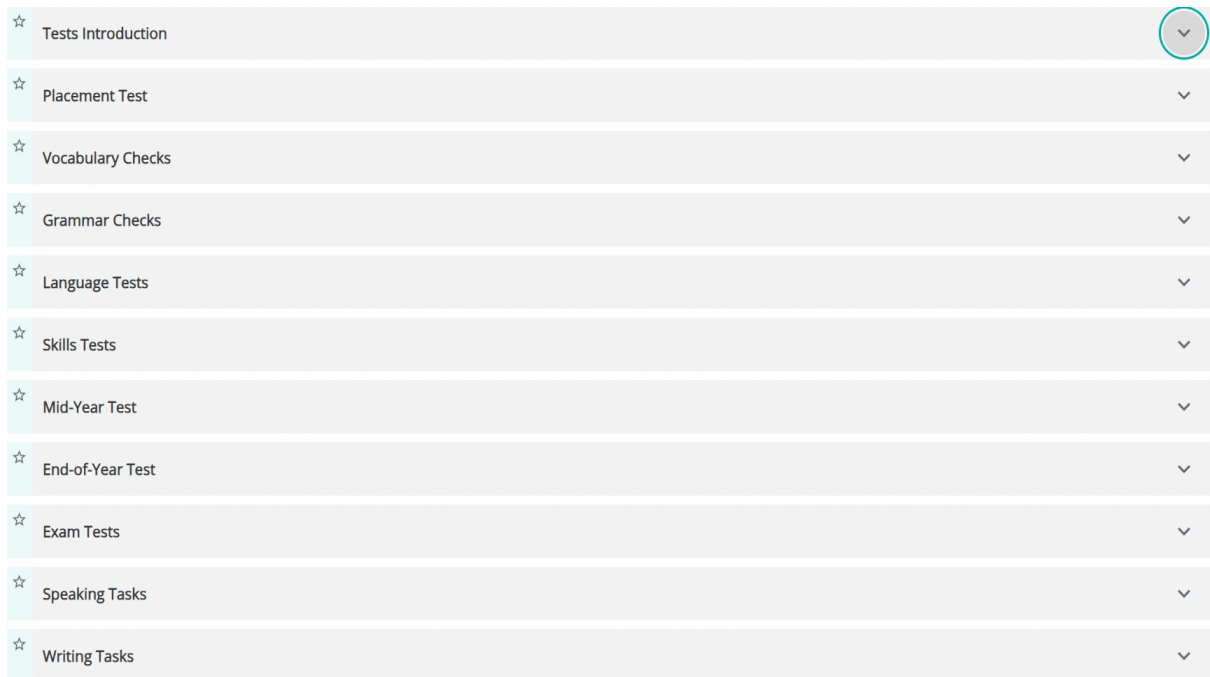 Tests Introduction
Placement Test
Vocabulary Checks
Grammar Checks
Language Tests
Skills Tests
Mid-Year Test
End-of-Year Test
Exam Tests
Speaking Tasks
Writing Tasks